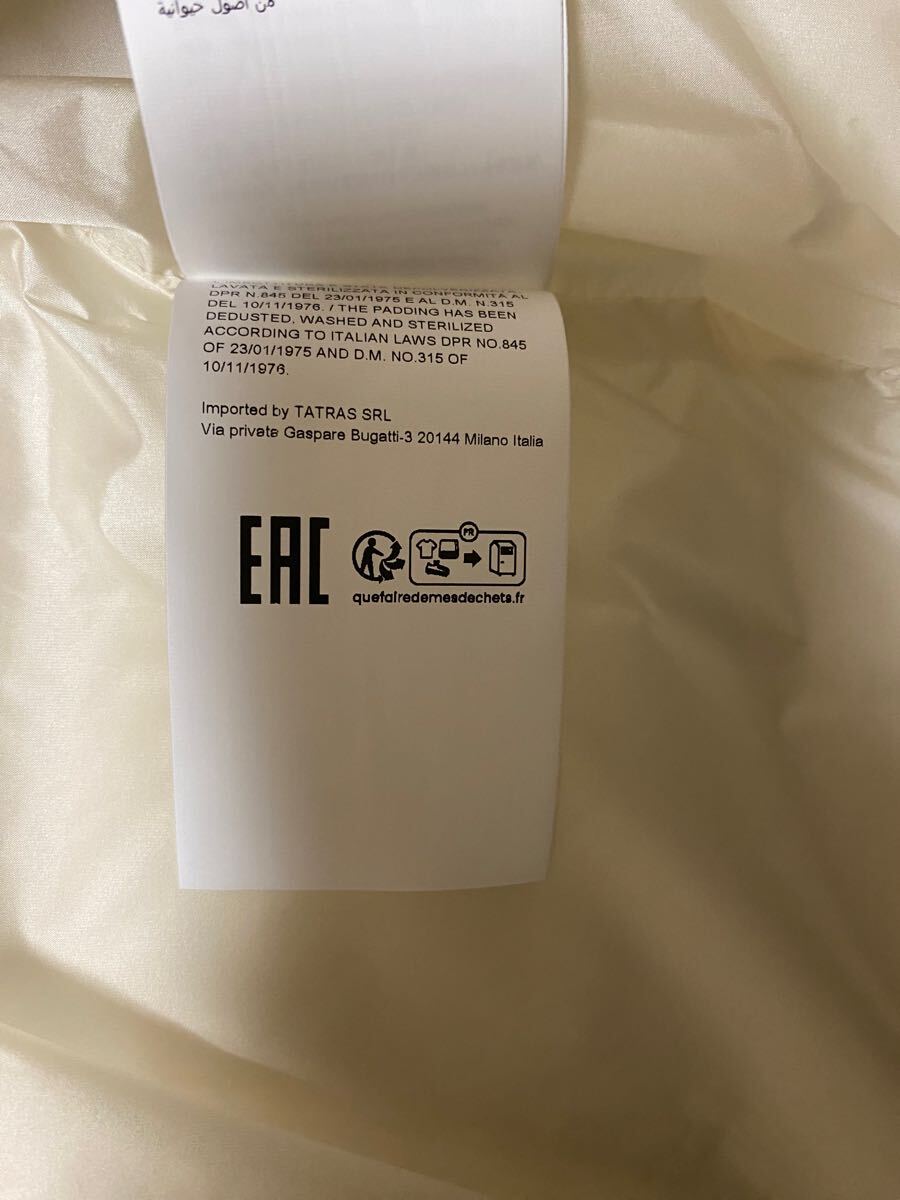 من أصول حيوانية
LAVATA E STERILIZZATA IN CONFORMITÀ AL
DPR N.845 DEL 23/01/1975 E AL D.M. N.315
DEL 10/11/1976. / THE PADDING HAS BEEN
DEDUSTED, WASHED AND STERILIZED
ACCORDING TO ITALIAN LAWS DPR NO.845
OF 23/01/1975 AND D.M. NO.315 OF
10/11/1976.
Imported by TATRAS SRL
Via privata Gaspare Bugatti-3 20144 Milano Italia
EAC
FR
quefairedemesdechets.fr